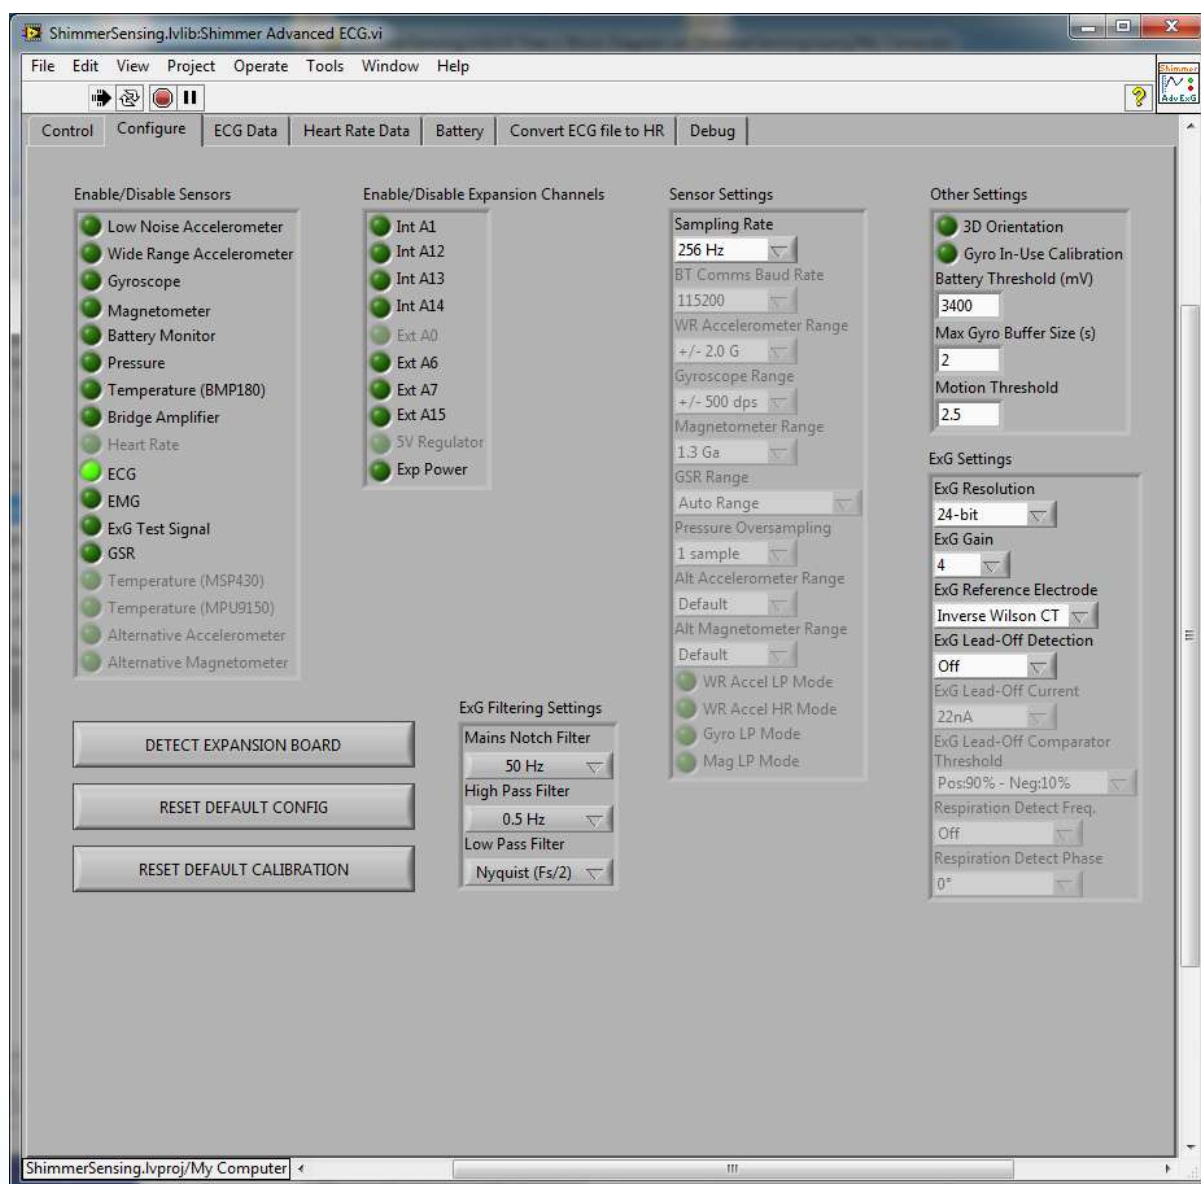 ShimmerSensing.lvlib:Shimmer Advanced ECG.vi
File Edit View Project Operate Tools Window Help
Shimmer
Adv ExG
Control Configure ECG Data Heart Rate Data Battery Convert ECG file to HR Debug
Enable/Disable Sensors
Low Noise Accelerometer
Wide Range Accelerometer
Gyroscope
Magnetometer
Battery Monitor
Pressure
Temperature (BMP180)
Bridge Amplifier
Heart Rate
ECG
EMG
ExG Test Signal
GSR
Temperature (MSP430)
Temperature (MPU9150)
Alternative Accelerometer
Alternative Magnetometer
DETECT EXPANSION BOARD
RESET DEFAULT CONFIG
RESET DEFAULT CALIBRATION
Enable/Disable Expansion Channels
Int A1
Int A12
Int A13
Int A14
Ext A0
Ext A6
Ext A7
Ext A15
5V Regulator
Exp Power
ExG Filtering Settings
Mains Notch Filter
50 Hz
High Pass Filter
0.5 Hz
Low Pass Filter
Nyquist (Fs/2)
Sensor Settings
Sampling Rate
256 Hz
BT Comms Baud Rate
115200
WR Accelerometer Range
+/- 2.0 G
Gyroscope Range
+/- 500 dps
Magnetometer Range
1.3 Ga
GSR Range
Auto Range
Pressure Oversampling
1 sample
Alt Accelerometer Range
Default
Alt Magnetometer Range
Default
WR Accel LP Mode
WR Accel HR Mode
Gyro LP Mode
Mag LP Mode
Other Settings
3D Orientation
Gyro In-Use Calibration
Battery Threshold (mV)
3400
Max Gyro Buffer Size (s)
2
Motion Threshold
2.5
ExG Settings
ExG Resolution
24-bit
ExG Gain
4
ExG Reference Electrode
Inverse Wilson CT
ExG Lead-Off Detection
Off
ExG Lead-Off Current
22nA
ExG Lead-Off Comparator
Threshold
Pos:90% - Neg:10%
Respiration Detect Freq.
Off
Respiration Detect Phase
0°
ShimmerSensing.lvproj/My Computer